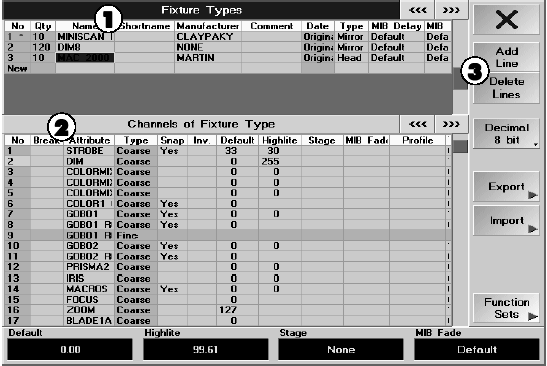 Fixture Types <<< >>>
No Qty Name Shortname Manufacturer Comment Date Type MIB Delay MIB
1 * 10 MINISCAN CLAYPAKY Origina Mirror Default Defa
2 120 DIM8 NONE Origina Mirror Default Defa
3 10 MAC 2000 MARTIN Origina Head Default Defa
New
1
Add
Line
3
Delete
Lines
2 Channels of Fixture Type <<< >>>
No Break Attribute Type Snap Inv. Default Highlite Stage MIB Fade Profile
1 STROBE Coarse Yes 33 30
2 DIM Coarse 0 255
3 COLORMI Coarse 0 0
4 COLORMI Coarse 0 0
5 COLORMI Coarse 0 0
6 COLOR1 Coarse Yes 0
7 GOBO1 Coarse Yes 0 0
8 GOBO1 R Coarse Yes 0
9 GOBO1 R Fine
10 GOBO2 Coarse Yes 0 0
11 GOBO2 R Coarse Yes 0
12 PRISMA2 Coarse 0 0
13 IRIS Coarse 0 0
14 MACROS Coarse Yes 0 0
15 FOCUS Coarse 0
16 ZOOM Coarse 127
17 BLADE1A Coarse 0
Decimal
8 bit
Export
Import
Function
Sets
Default Highlite Stage MIB Fade
0.00 99.61 None Default